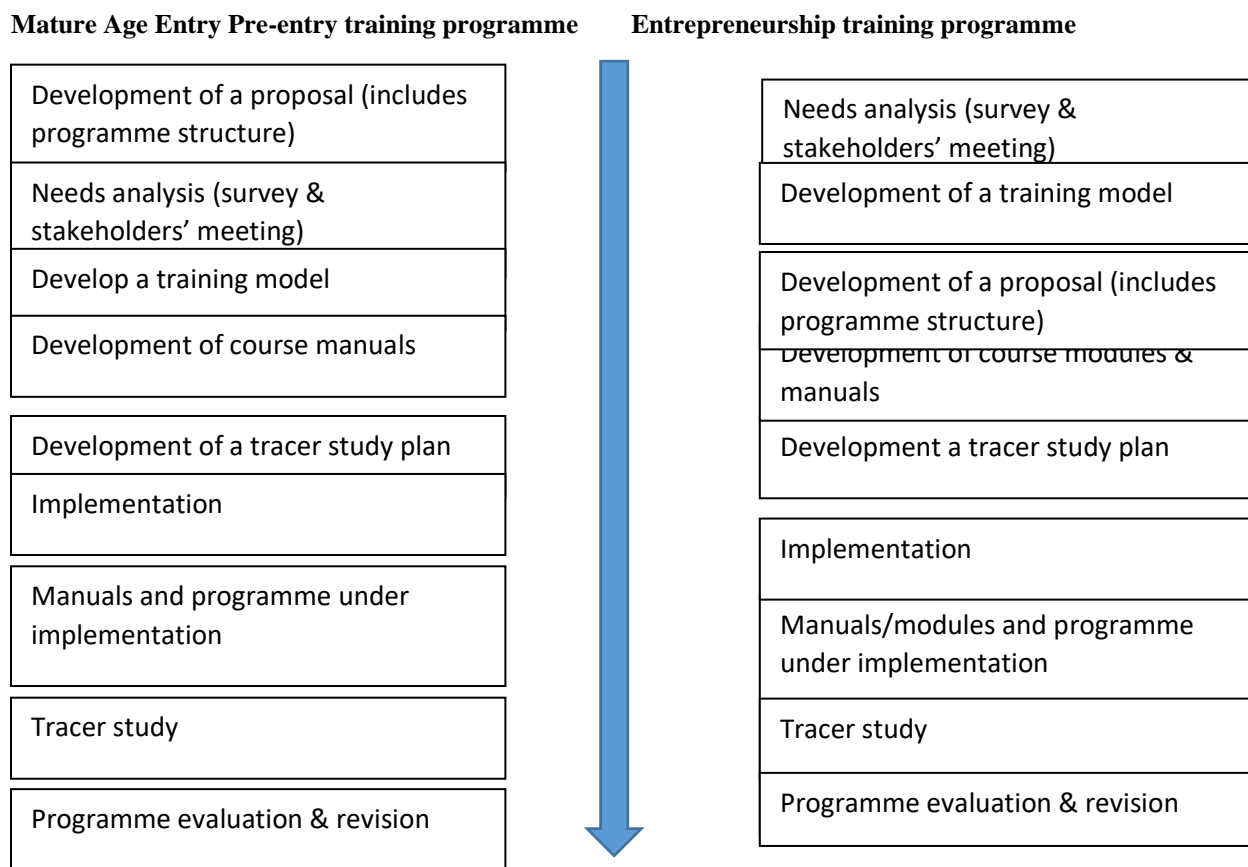 Mature Age Entry Pre-entry training programme
Entrepreneurship training programme
Development of a proposal (includes
programme structure)
Needs analysis (survey &
stakeholders’ meeting)
Develop a training model
Development of course manuals
Development of a tracer study plan
Implementation
Manuals and programme under
implementation
Tracer study
Programme evaluation & revision
Needs analysis (survey &
stakeholders’ meeting)
Development of a training model
Development of a proposal (includes
programme structure)
Development of course modules &
manuals
Development a tracer study plan
Implementation
Manuals/modules and programme
under implementation
Tracer study
Programme evaluation & revision